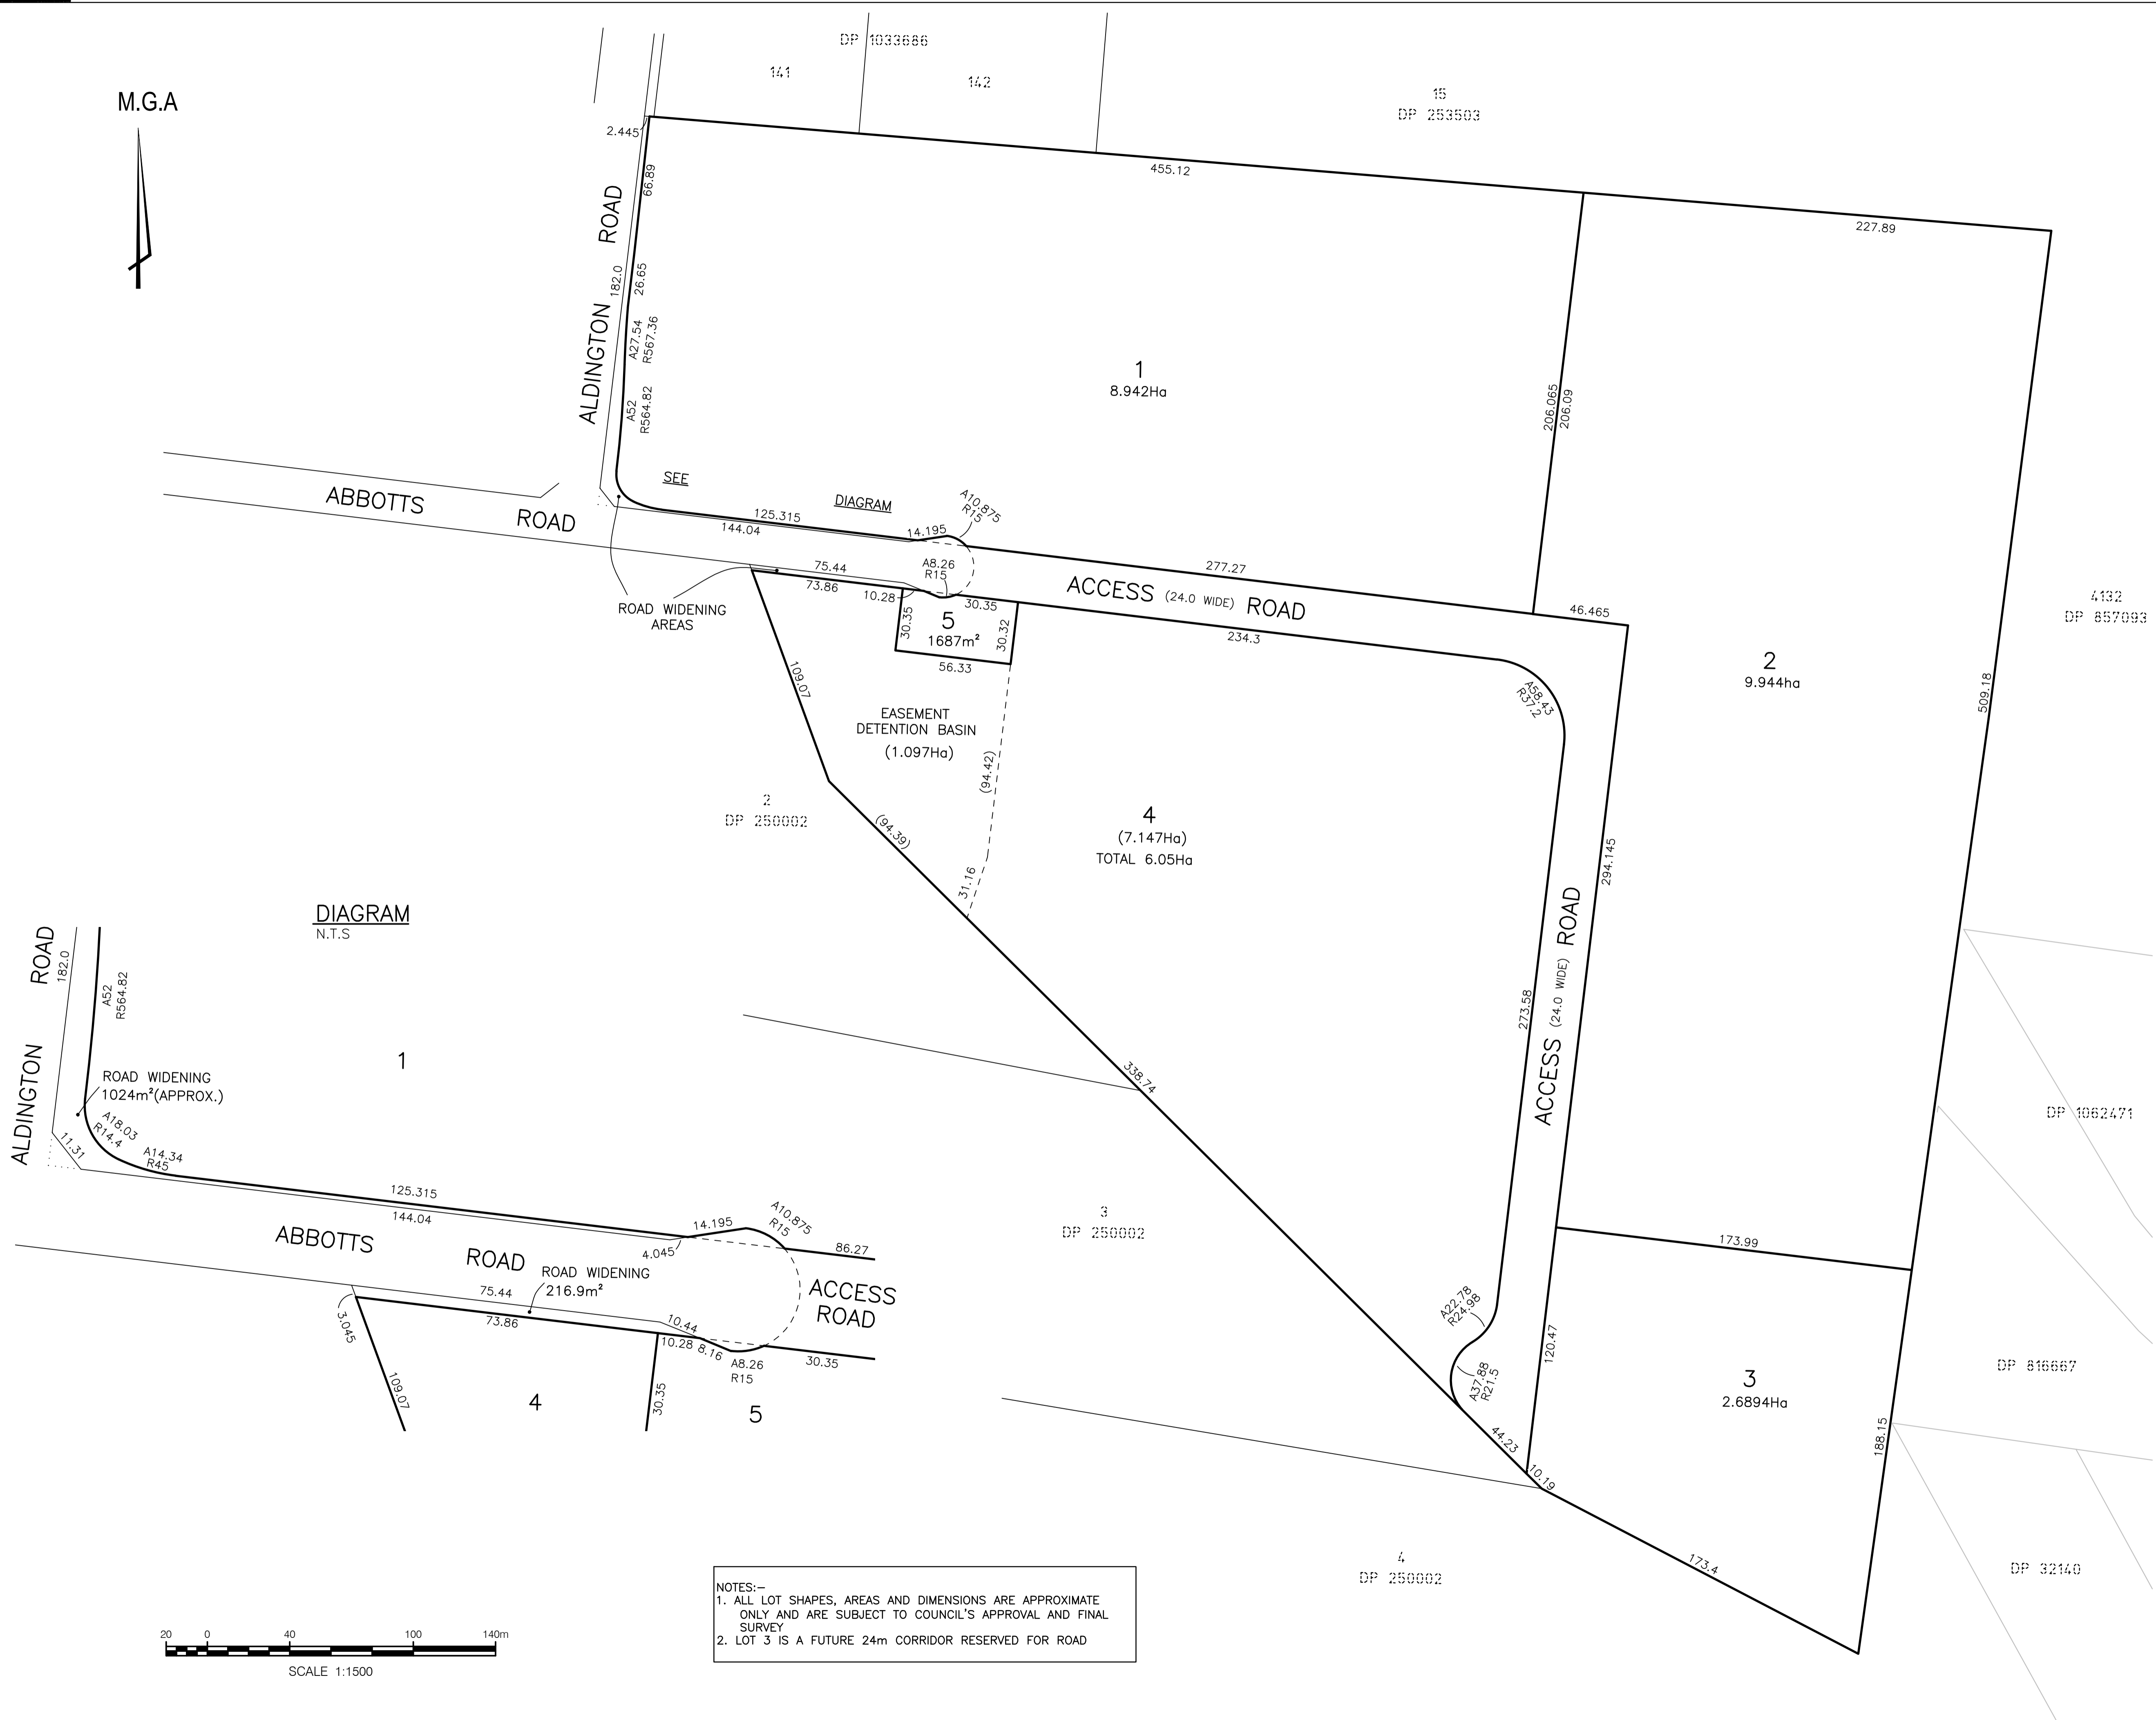 M.G.A
DP 1033686
141
142
15
DP 253503
2.445
455.12
227.89
66.89
ALDINGTON ROAD
182.0
26.65
A27.54
R567.36
A52
R564.82
1
8.942Ha
206.065
206.09
SEE
DIAGRAM
ABBOTTS ROAD
125.315
144.04
14.195
A10.875
R15
A8.26
R15
75.44
73.86
10.28
30.35
277.27
ACCESS (24.0 WIDE) ROAD
46.465
234.3
ROAD WIDENING
AREAS
30.35
5
1687m²
30.32
56.33
109.07
A58.43
R37.2
2
9.944ha
509.18
4132
DP 857093
EASEMENT
DETENTION BASIN
(1.097Ha)
(94.42)
2
DP 250002
(94.39)
31.16
4
(7.147Ha)
TOTAL 6.05Ha
294.145
273.58
ACCESS (24.0 WIDE) ROAD
338.74
DP 1062471
3
DP 250002
173.99
A22.78
R24.98
A37.88
R21.5
120.47
3
2.6894Ha
DP 816667
188.15
44.23
10.19
173.4
4
DP 250002
DP 32140
DIAGRAM
N.T.S
ALDINGTON ROAD
182.0
A52
R564.82
1
ROAD WIDENING
1024m²(APPROX.)
A18.03
R14.4
11.31
A14.34
R45
125.315
144.04
14.195
A10.875
R15
4.045
86.27
ABBOTTS ROAD
ROAD WIDENING
216.9m²
ACCESS
ROAD
75.44
73.86
3.045
10.44
10.28
8.16
A8.26
R15
30.35
109.07
4
30.35
5
20 0 40 100 140m
SCALE 1:1500
NOTES:–
1. ALL LOT SHAPES, AREAS AND DIMENSIONS ARE APPROXIMATE
ONLY AND ARE SUBJECT TO COUNCIL'S APPROVAL AND FINAL
SURVEY
2. LOT 3 IS A FUTURE 24m CORRIDOR RESERVED FOR ROAD